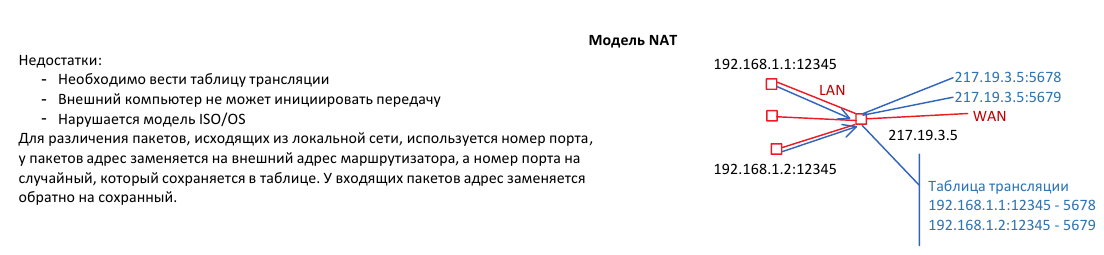 Модель NAT
Недостатки:
- Необходимо вести таблицу трансляции
- Внешний компьютер не может инициировать передачу
- Нарушается модель ISO/OS
Для различения пакетов, исходящих из локальной сети, используется номер порта,
у пакетов адрес заменяется на внешний адрес маршрутизатора, а номер порта на
случайный, который сохраняется в таблице. У входящих пакетов адрес заменяется
обратно на сохранный.
192.168.1.1:12345
LAN
217.19.3.5:5678
217.19.3.5:5679
WAN
217.19.3.5
192.168.1.2:12345
Таблица трансляции
192.168.1.1:12345 - 5678
192.168.1.2:12345 - 5679